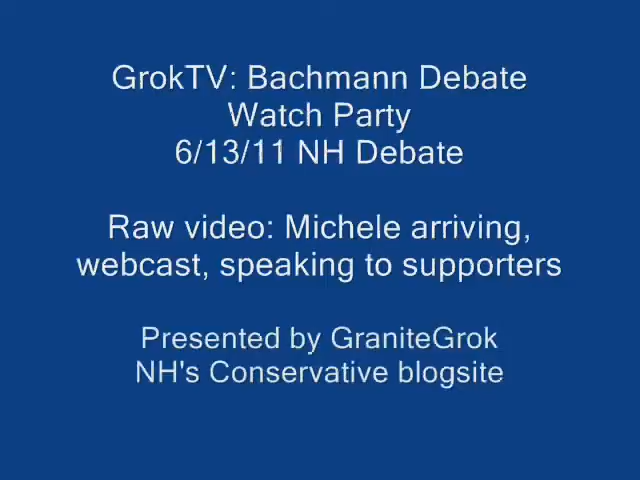 GrokTV: Bachmann Debate
Watch Party
6/13/11 NH Debate
Raw video: Michele arriving,
webcast, speaking to supporters
Presented by GraniteGrok
NH's Conservative blogsite